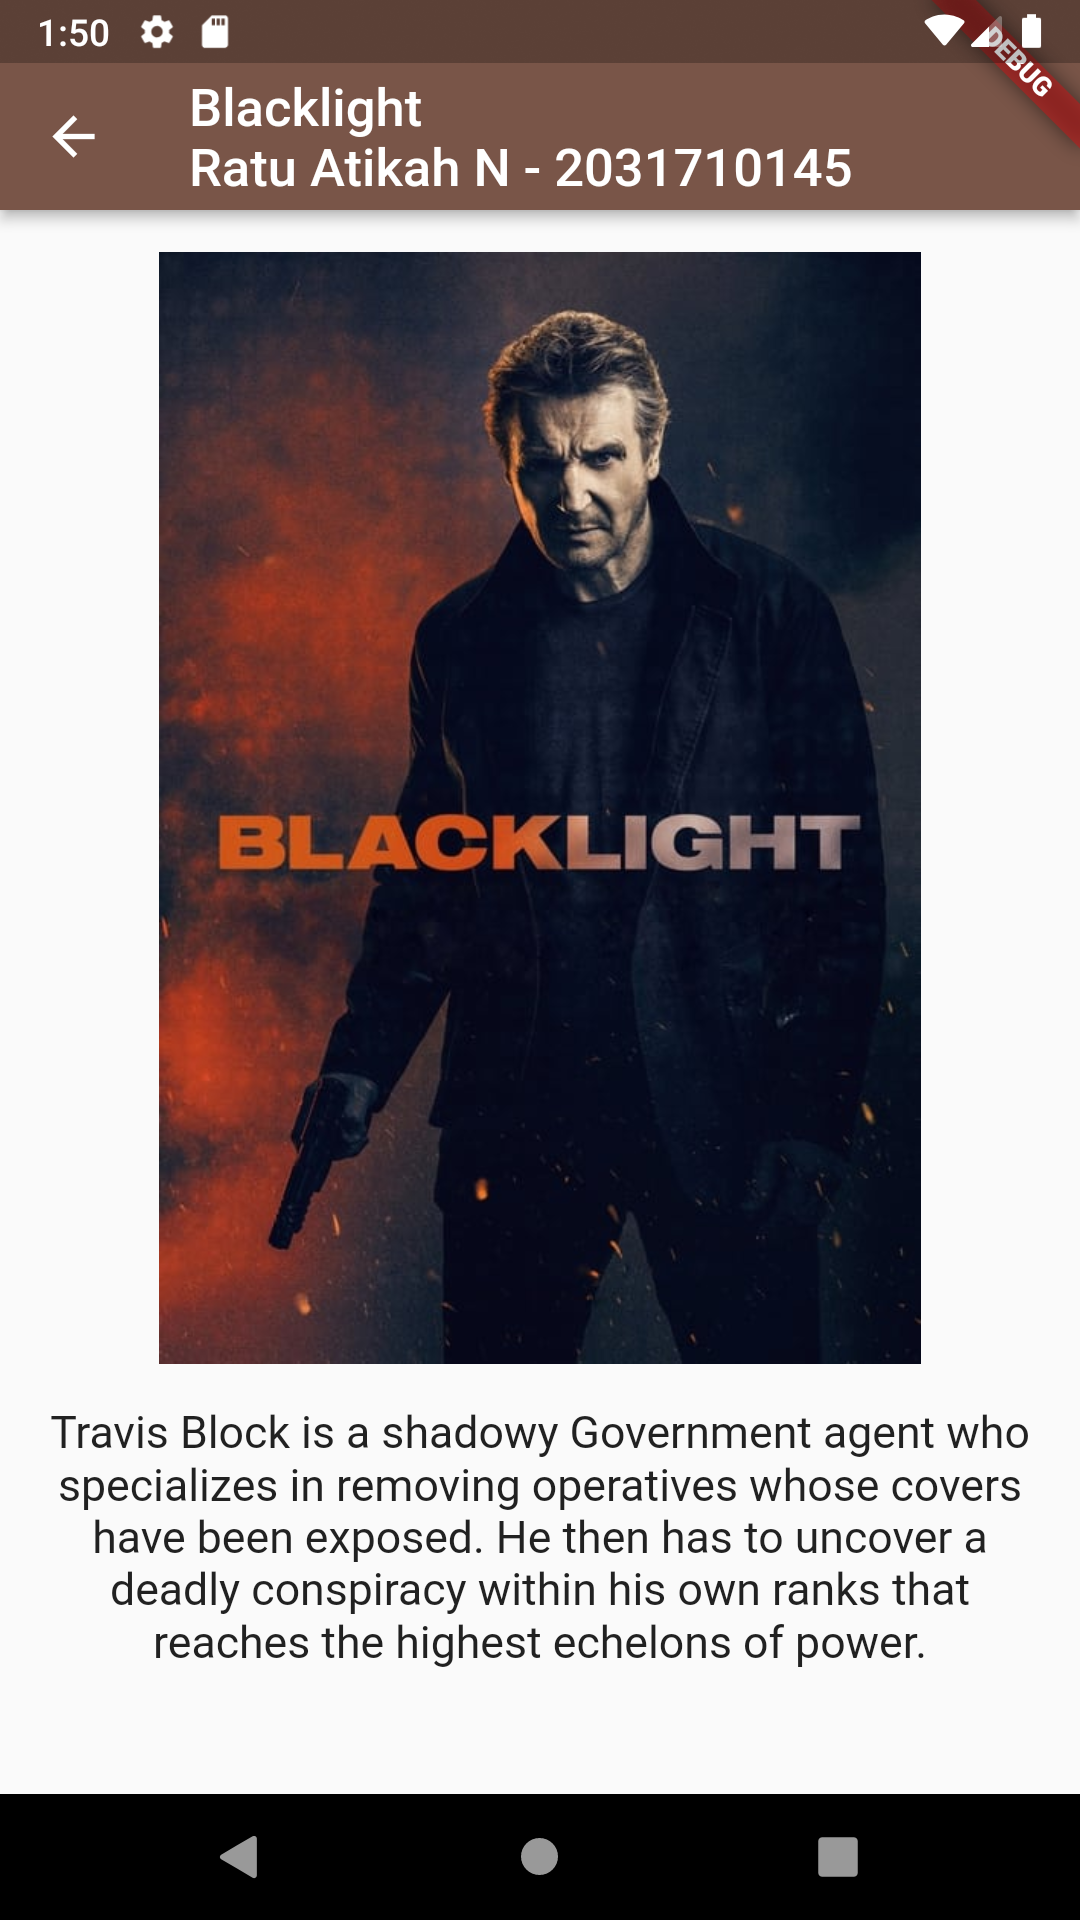 1:50
DEBUG
Blacklight
Ratu Atikah N - 2031710145
BLACKLIGHT
Travis Block is a shadowy Government agent who
specializes in removing operatives whose covers
have been exposed. He then has to uncover a
deadly conspiracy within his own ranks that
reaches the highest echelons of power.